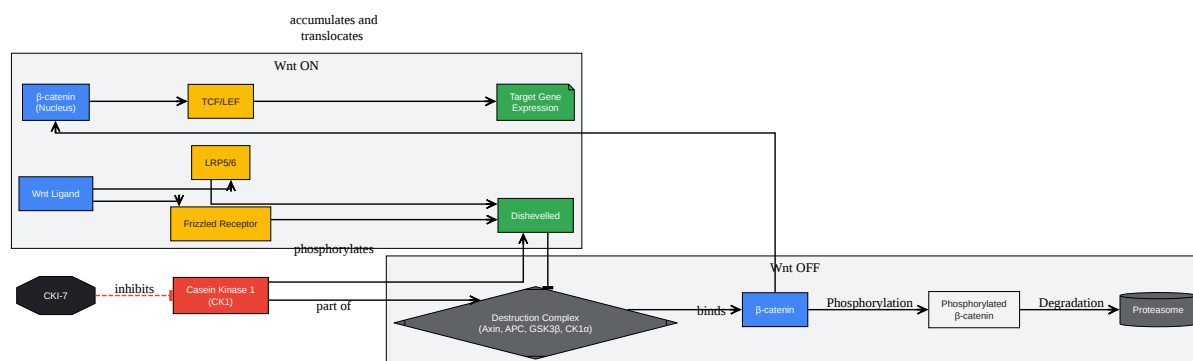 accumulates and
translocates
Wnt ON
β-catenin
(Nucleus)
TCF/LEF
Target Gene
Expression
LRP5/6
Wnt Ligand
Frizzled Receptor
Dishevelled
phosphorylates
Wnt OFF
CKI-7
inhibits
Casein Kinase 1
(CK1)
part of
Destruction Complex
(Axin, APC, GSK3β, CK1α)
binds
β-catenin
Phosphorylation
Phosphorylated
β-catenin
Degradation
Proteasome